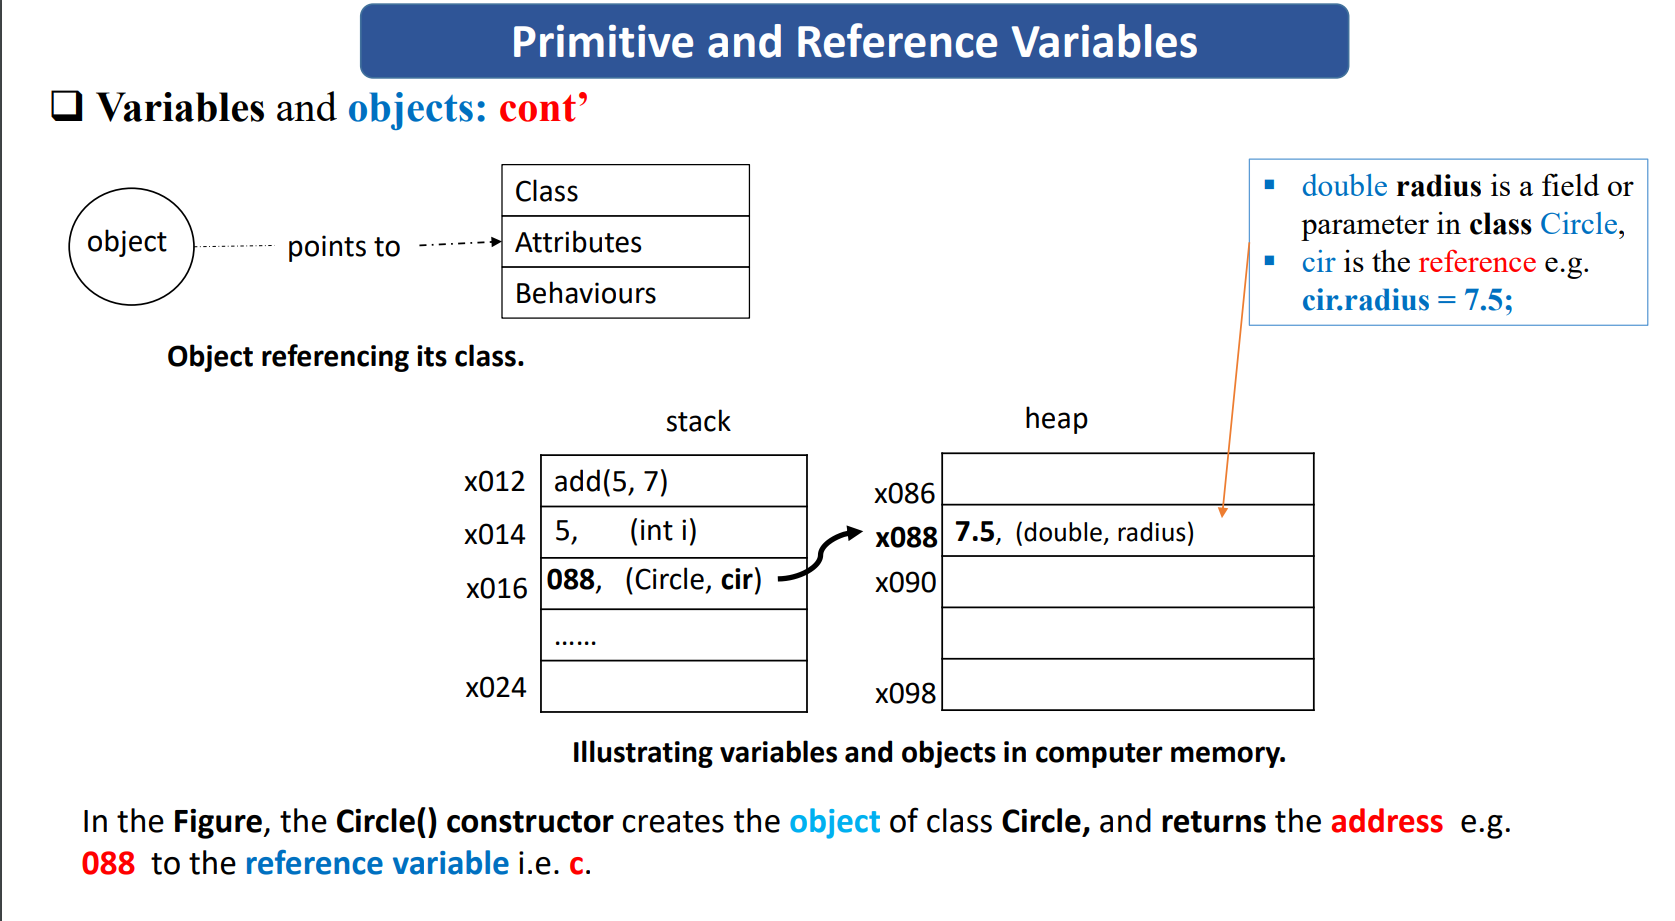 Primitive and Reference Variables
❑ Variables and objects: cont’
object
points to
Class
Attributes
Behaviours
▪ double radius is a field or
parameter in class Circle,
▪ cir is the reference e.g.
cir.radius = 7.5;
Object referencing its class.
stack
x012 add(5, 7)
x014 5, (int i)
x016 088, (Circle, cir)
......
x024
heap
x086
x088 7.5, (double, radius)
x090
x098
Illustrating variables and objects in computer memory.
In the Figure, the Circle() constructor creates the object of class Circle, and returns the address e.g.
088 to the reference variable i.e. c.